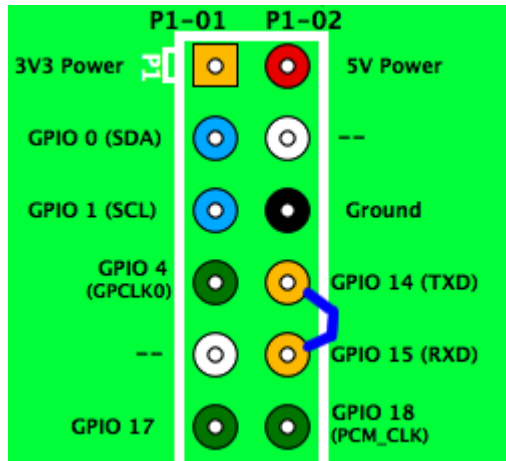 P1-01 P1-02
3V3 Power P1 5V Power
GPIO 0 (SDA) --
GPIO 1 (SCL) Ground
GPIO 4
(GPCLK0)
GPIO 14 (TXD)
-- GPIO 15 (RXD)
GPIO 17
GPIO 18
(PCM_CLK)